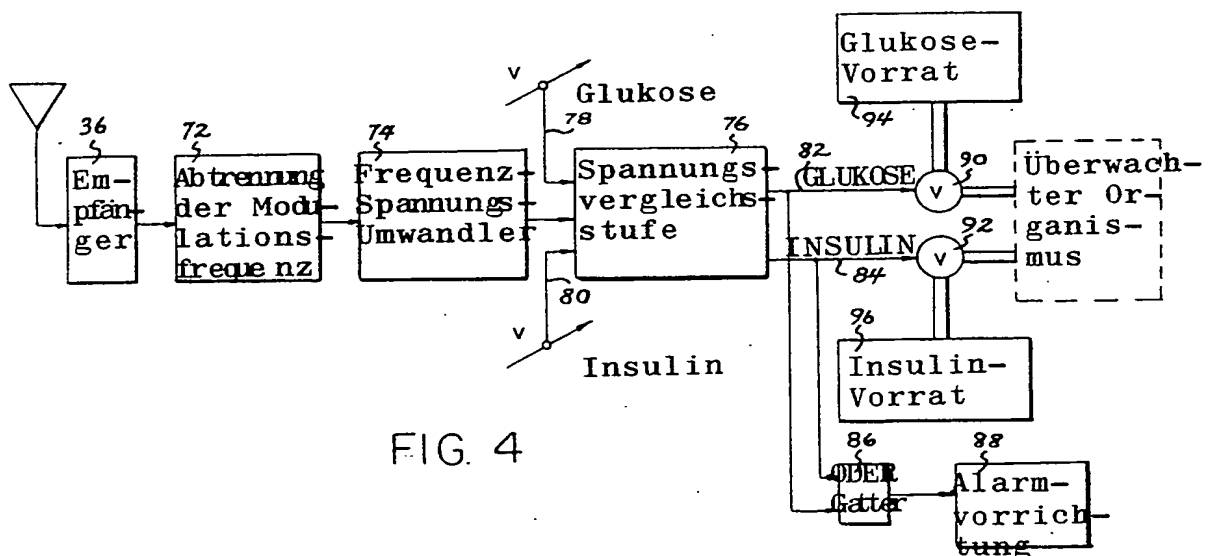 Glukose-
Vorrat
94
V
Glukose
78
36
Em-
pfän-
ger
72
Abtrennung
der Modu-
lations-
frequenz
74
Frequenz-
Spannungs-
Umwandler
76
Spannungs-
vergleichs-
stufe
82
GLUKOSE
90
V
Überwach-
ter Or-
ganis-
mus
INSULIN
84
92
V
80
V
Insulin
96
Insulin-
Vorrat
FIG. 4
86
ODER
Gatter
88
Alarm-
vorrich-
tung